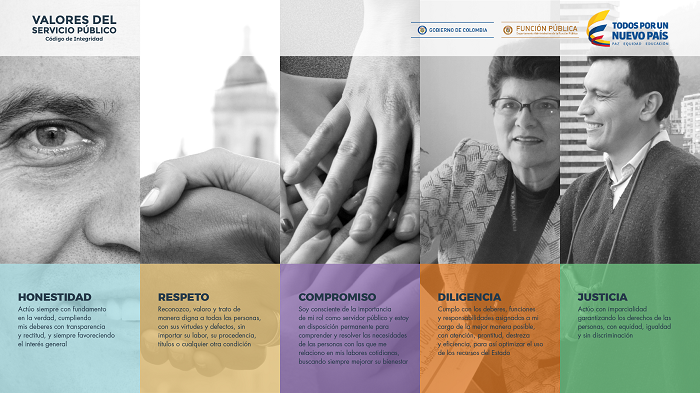 VALORES DEL
SERVICIO PÚBLICO
Código de Integridad
GOBIERNO DE COLOMBIA
FUNCIÓN PÚBLICA
TODOS POR UN
NUEVO PAÍS
PAZ EQUIDAD EDUCACIÓN
HONESTIDAD
Actúo siempre con fundamento
en la verdad, cumpliendo
mis deberes con transparencia
y rectitud, y siempre favoreciendo
el interés general
RESPETO
Reconozco, valoro y trato de
manera digna a todas las personas,
con sus virtudes y defectos, sin
importar su labor, su procedencia,
títulos o cualquier otra condición
COMPROMISO
Soy consciente de la importancia
de mi rol como servidor público y estoy
en disposición permanente para
comprender y resolver las necesidades
de las personas con las que me
relaciono en mis labores cotidianas,
buscando siempre mejorar su bienestar
DILIGENCIA
Cumplo con los deberes, funciones
y responsabilidades asignados a mi
cargo de la mejor manera posible,
con atención, prontitud, destreza
y eficiencia, para así optimizar el uso
de los recursos del Estado
JUSTICIA
Actúo con imparcialidad
garantizando los derechos de las
personas, con equidad, igualdad
y sin discriminación